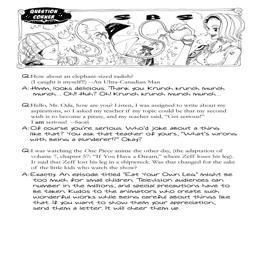 QUESTION
CORNER
Q: How about an elephant-sized radish?
(I caught it myself!) --An Ultra-Canadian Man
A: Hmm, looks delicious. Thank you. Krunch krunch munch
munch... Oh? Huh? Oh! Krunch krunch munch munch...
Q: Hello, Mr. Oda, how are you? Listen, I was assigned to write about my
aspirations, so I asked my teacher if my topic could be that my second
wish is to become a pirate, and my teacher said, "Get serious!"
I am serious! --Scott
A: Of course you're serious. Who'd joke about a thing
like that? You ask that teacher of yours, "What's wrong
with being a plunderer?" Okay?
Q: I was watching the One Piece anime the other day, (the adaptation of
volume 7, chapter 57: "If You Have a Dream," where Zeff loses his leg).
It said that Zeff lost his leg in a shipwreck. Was that changed for the sake
of the little kids who watch the show?
A: Exactly. An episode titled "Eat Your Own Leg" might be
too much for small children. Television audiences can
number in the millions, and special precautions have to
be taken. Kudos to the animators who create such
wonderful works while being careful about things like
that. If you want to show them your appreciation,
send them a letter. It will cheer them up.